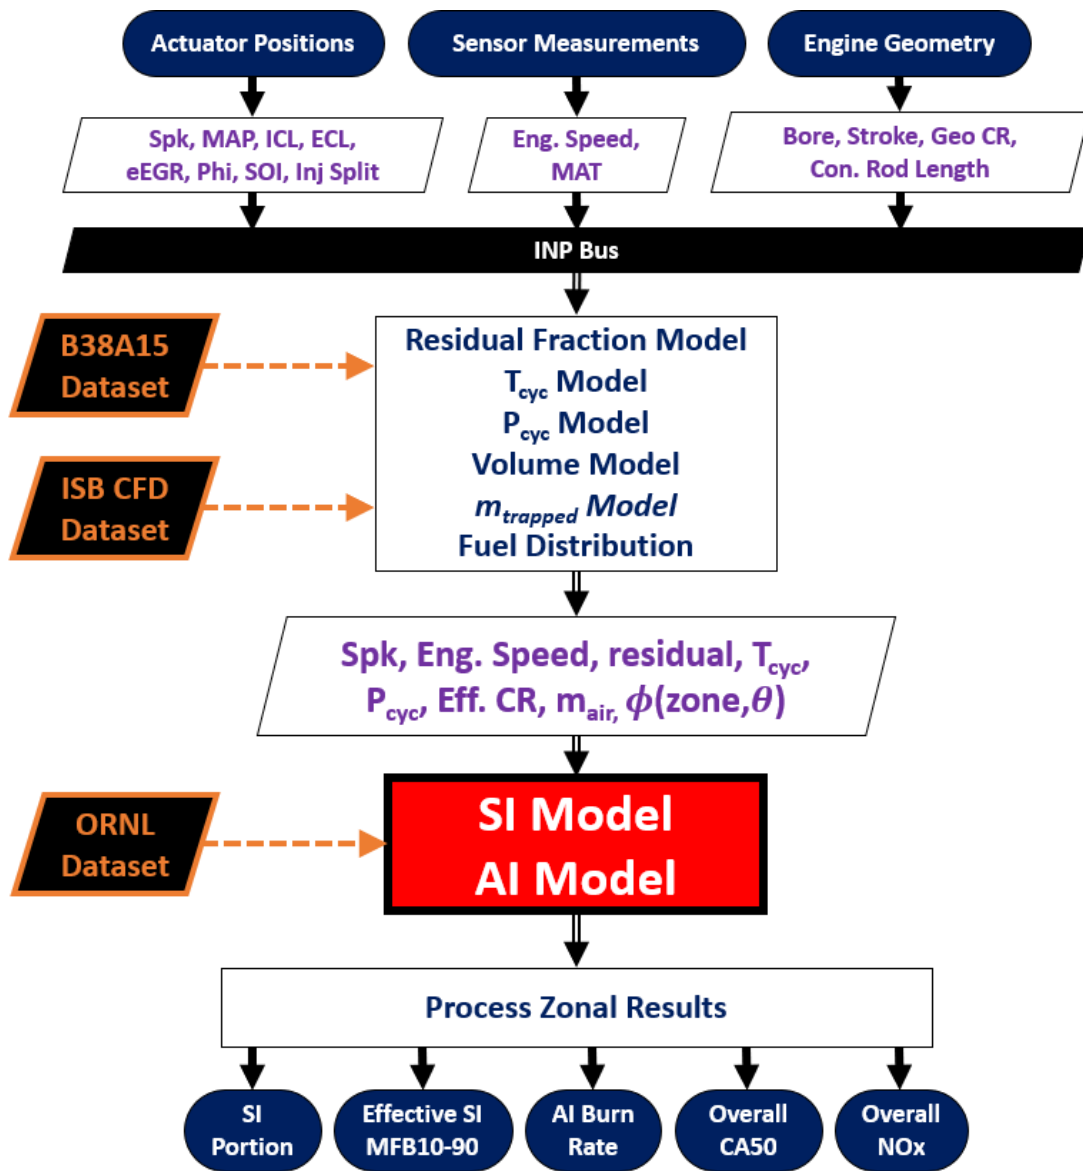 Actuator Positions
Sensor Measurements
Engine Geometry
Spk, MAP, ICL, ECL,
eEGR, Phi, SOI, Inj Split
Eng. Speed,
MAT
Bore, Stroke, Geo CR,
Con. Rod Length
INP Bus
B38A15
Dataset
ISB CFD
Dataset
Residual Fraction Model
Tcyc Model
Pcyc Model
Volume Model
mtrapped Model
Fuel Distribution
Spk, Eng. Speed, residual, Tcyc,
Pcyc, Eff. CR, mair, ϕ(zone,θ)
ORNL
Dataset
SI Model
AI Model
Process Zonal Results
SI
Portion
Effective SI
MFB10-90
AI Burn
Rate
Overall
CA50
Overall
NOx